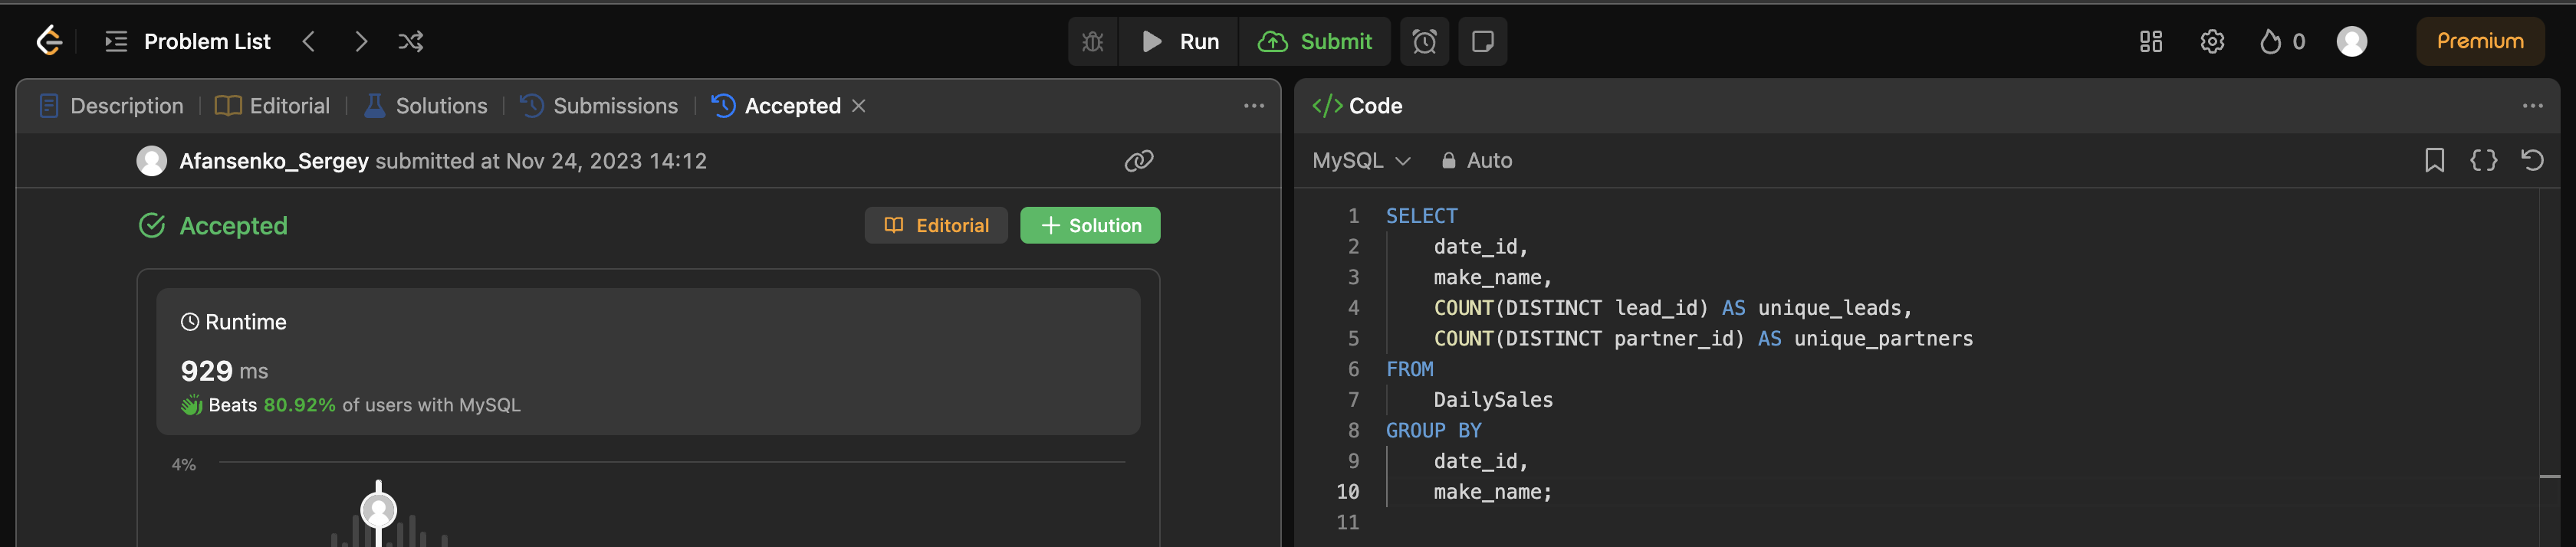 Problem List Run Submit 0 Premium
Description Editorial Solutions Submissions Accepted
Code
Afansenko_Sergey submitted at Nov 24, 2023 14:12
MySQL Auto
Accepted Editorial Solution
Runtime
929 ms
Beats 80.92% of users with MySQL
4%
1 SELECT
2 date_id,
3 make_name,
4 COUNT(DISTINCT lead_id) AS unique_leads,
5 COUNT(DISTINCT partner_id) AS unique_partners
6 FROM
7 DailySales
8 GROUP BY
9 date_id,
10 make_name;
11